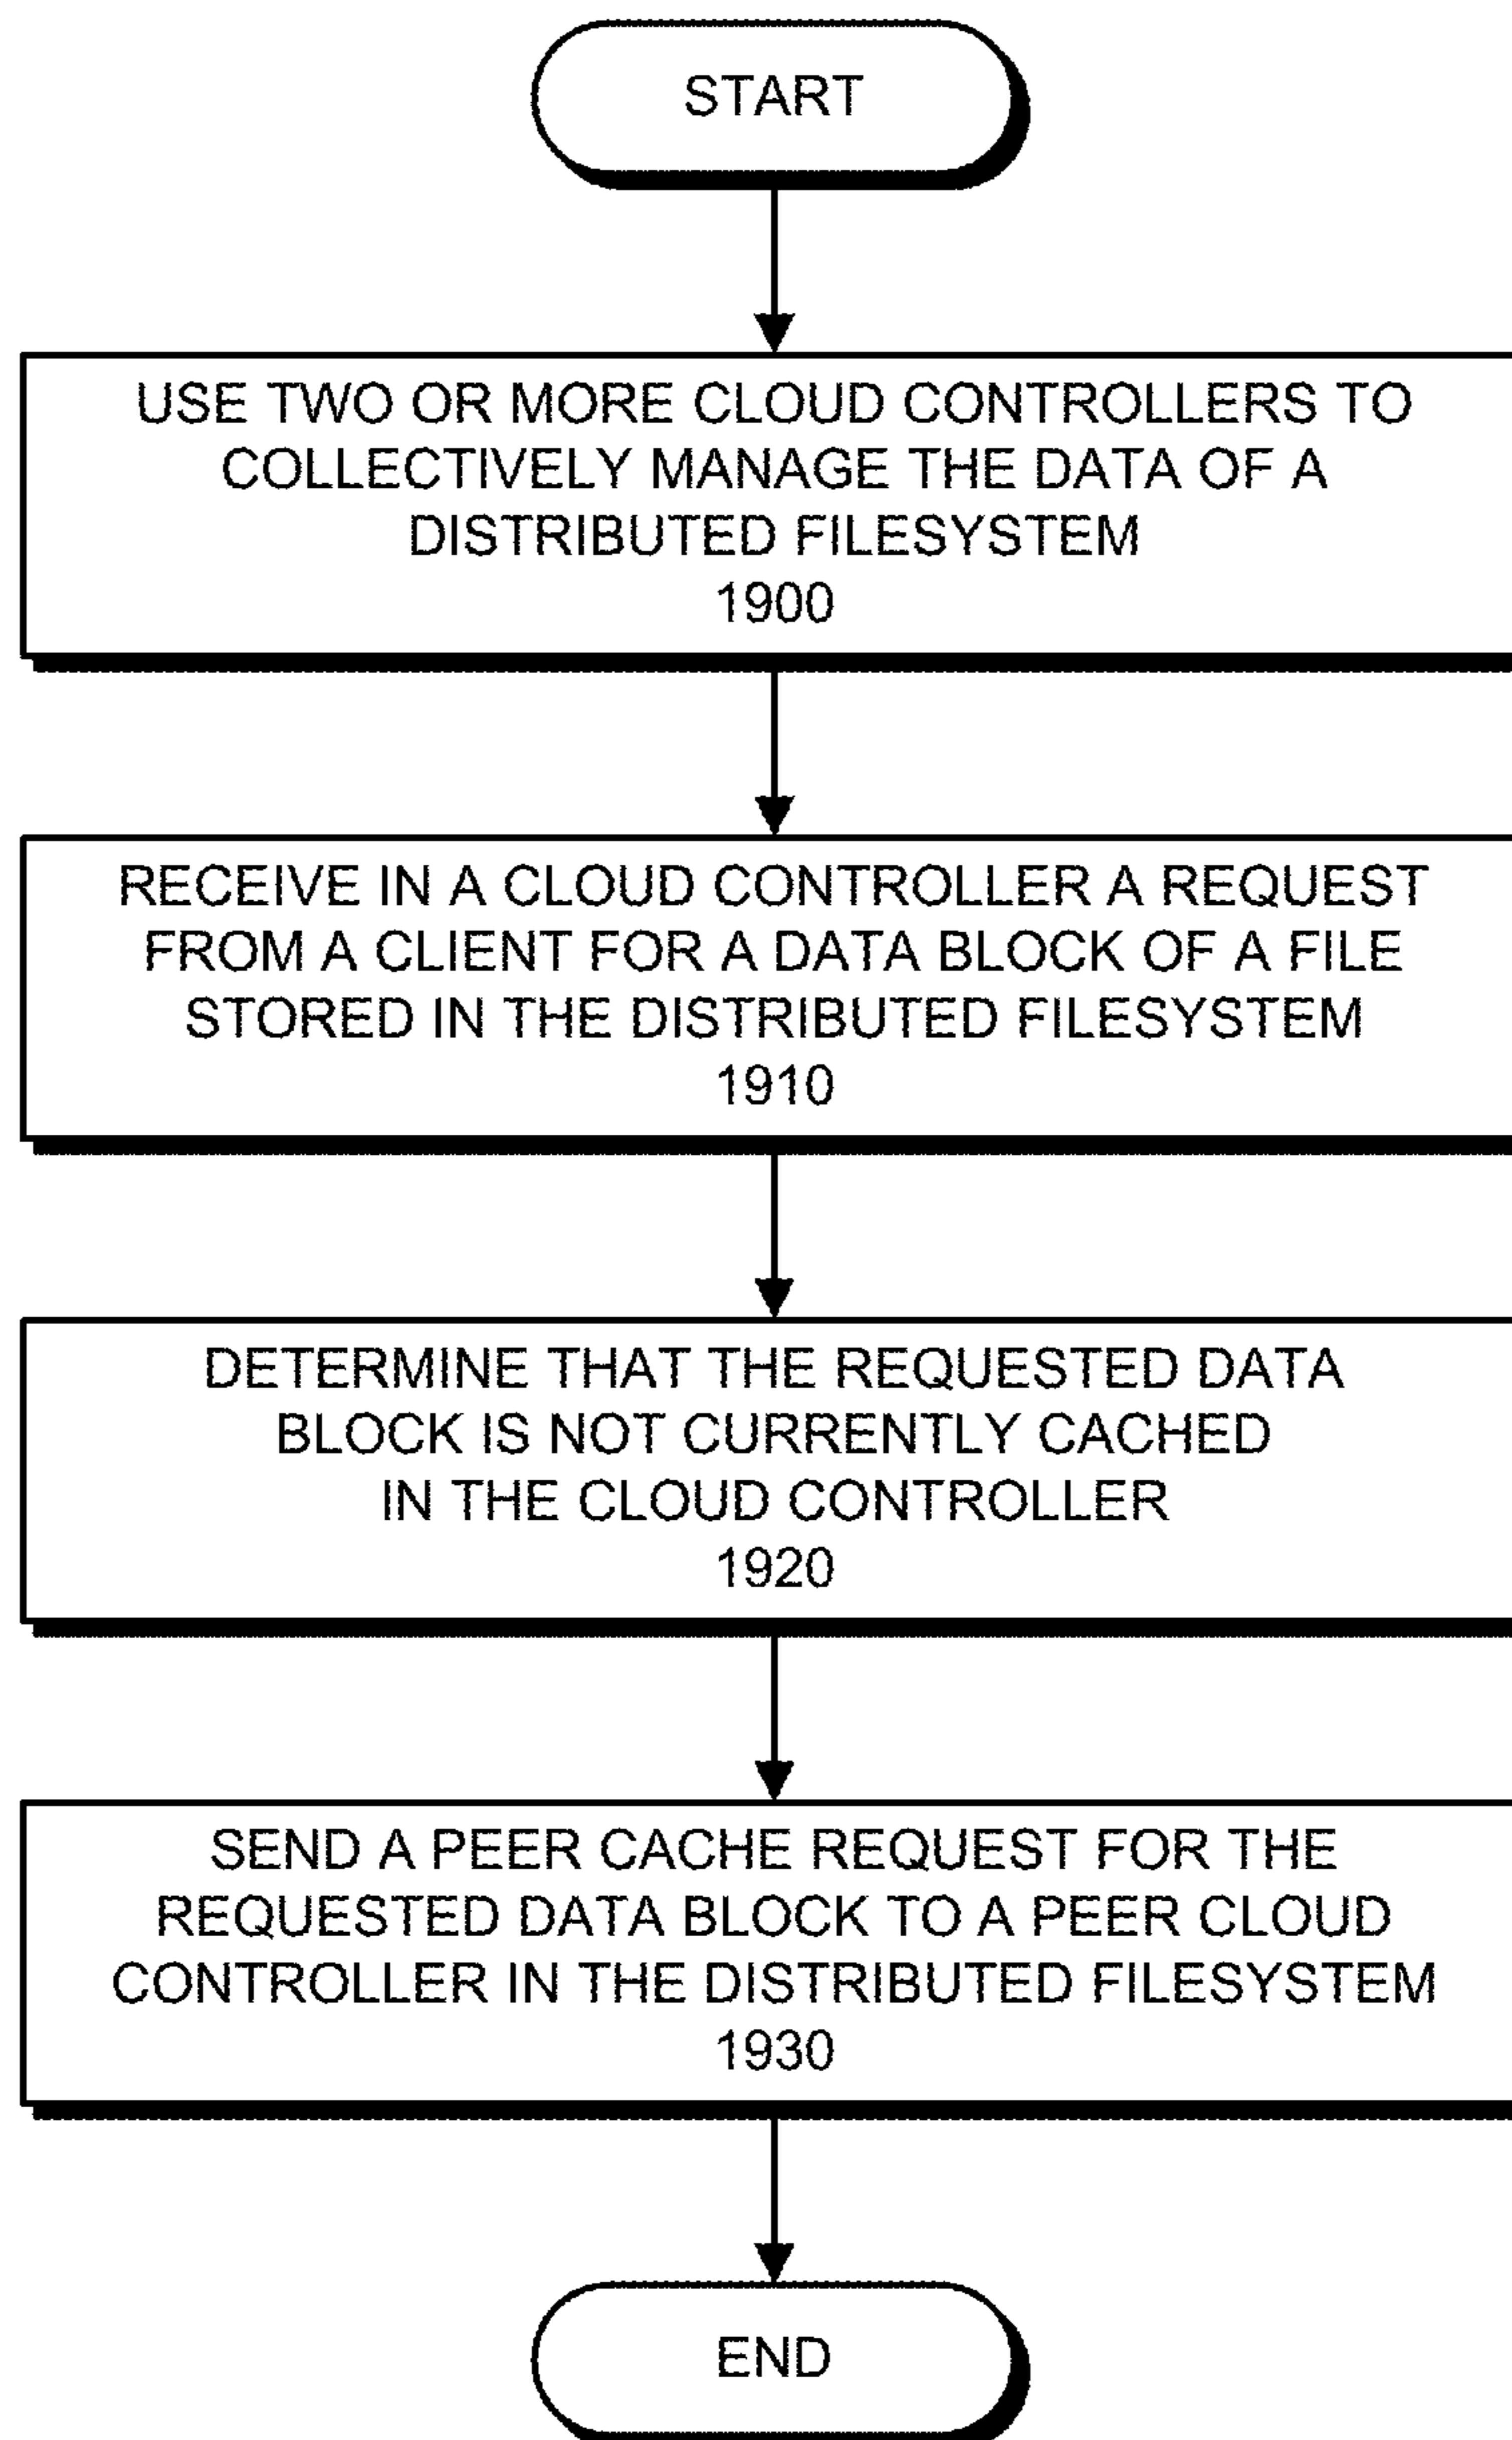 START
USE TWO OR MORE CLOUD CONTROLLERS TO
COLLECTIVELY MANAGE THE DATA OF A
DISTRIBUTED FILESYSTEM
1900
RECEIVE IN A CLOUD CONTROLLER A REQUEST
FROM A CLIENT FOR A DATA BLOCK OF A FILE
STORED IN THE DISTRIBUTED FILESYSTEM
1910
DETERMINE THAT THE REQUESTED DATA
BLOCK IS NOT CURRENTLY CACHED
IN THE CLOUD CONTROLLER
1920
SEND A PEER CACHE REQUEST FOR THE
REQUESTED DATA BLOCK TO A PEER CLOUD
CONTROLLER IN THE DISTRIBUTED FILESYSTEM
1930
END